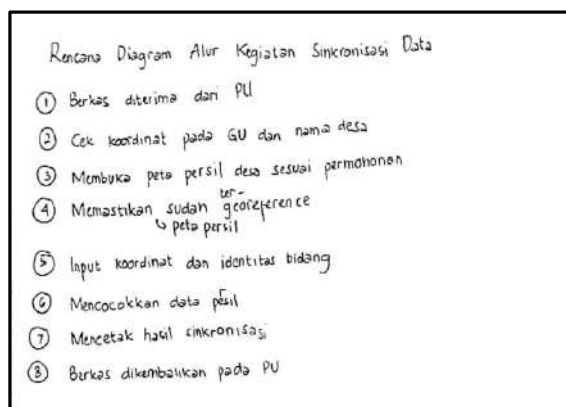 Rencana Diagram Alur Kegiatan Sinkronisasi Data
① Berkas diterima dari PU
② Cek koordinat pada GU dan nama desa
③ Membuka peta persil desa sesuai permohonan
④ Memastikan sudah ter-georeference
↳ peta persil
⑤ Input koordinat dan identitas bidang
⑥ Mencocokkan data persil
⑦ Mencetak hasil sinkronisasi
⑧ Berkas dikembalikan pada PU